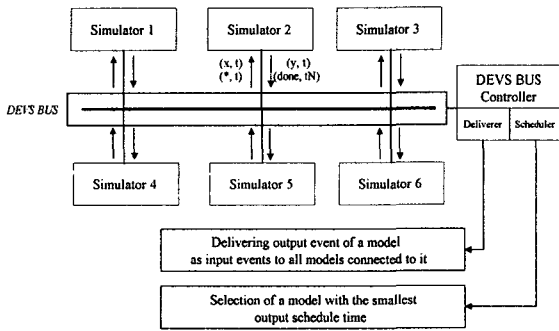 Simulator 1
Simulator 2
Simulator 3
(x, t)
(*, t)
(y, t)
(done, tN)
DEVS BUS
DEVS BUS
Controller
Deliverer
Scheduler
Simulator 4
Simulator 5
Simulator 6
Delivering output event of a model
as input events to all models connected to it
Selection of a model with the smallest
output schedule time